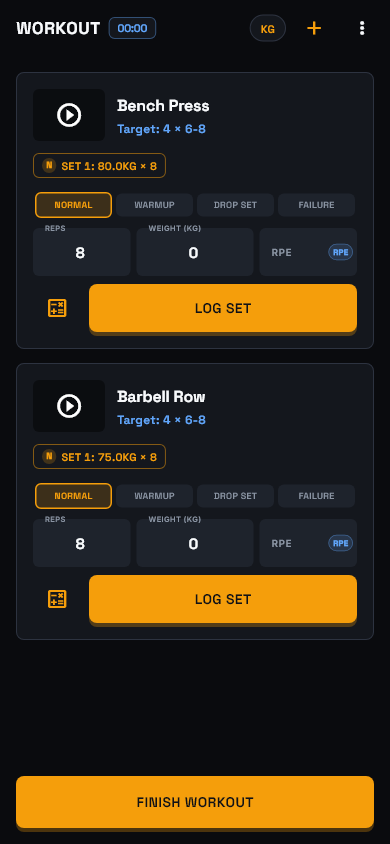 WORKOUT 00:00 KG
Bench Press
Target: 4 × 6-8
N SET 1: 80.0KG × 8
NORMAL WARMUP DROP SET FAILURE
REPS WEIGHT (KG)
8 0 RPE RPE
LOG SET
Barbell Row
Target: 4 × 6-8
N SET 1: 75.0KG × 8
NORMAL WARMUP DROP SET FAILURE
REPS WEIGHT (KG)
8 0 RPE RPE
LOG SET
FINISH WORKOUT